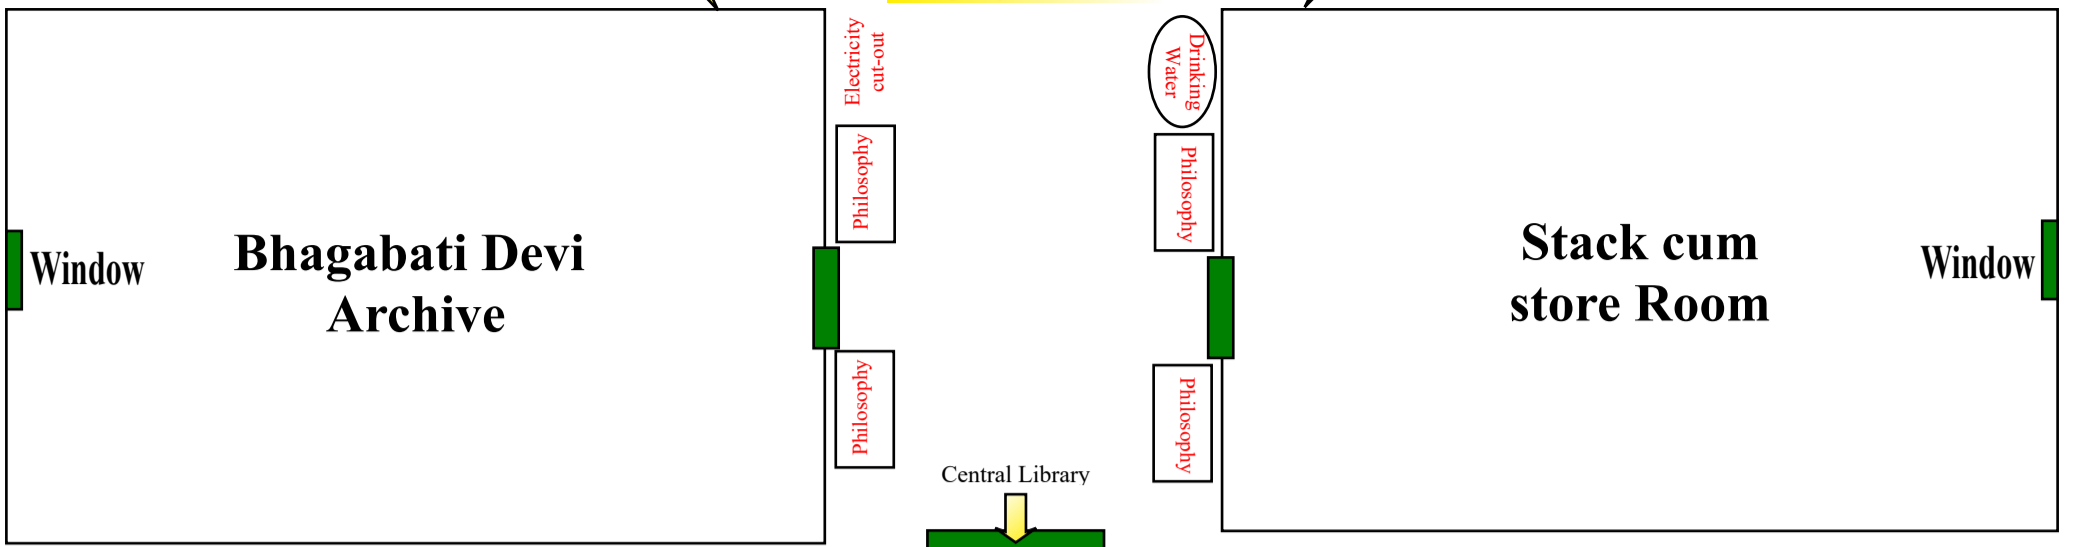 Electricity
cut-out
Drinking
Water
Philosophy
Philosophy
Window
Bhagabati Devi
Archive
Stack cum
store Room
Window
Philosophy
Philosophy
Central Library